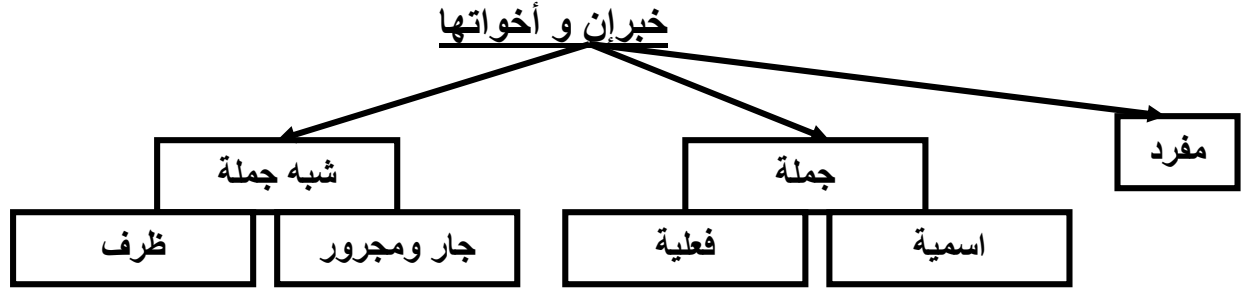 خبرإن و أخواتها
مفرد
جملة
شبه جملة
اسمية
فعلية
جار ومجرور
ظرف